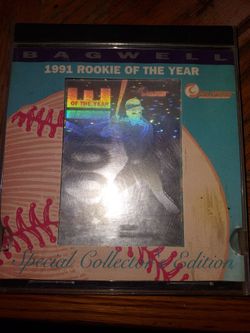 BAGWELL
1991 ROOKIE OF THE YEAR
OF THE YEAR
Special Collector's Edition